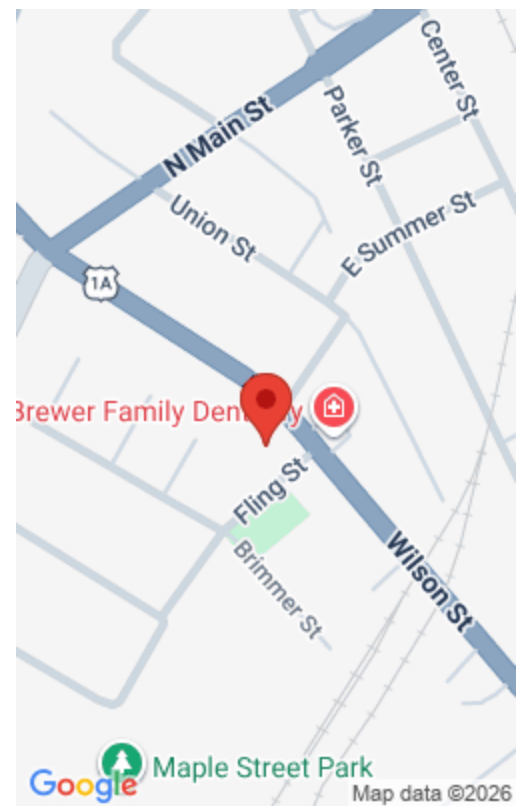 Center St
N Main St
Parker St
Union St
E Summer St
1A
Brewer Family Den
y
Fling St
Brimmer St
Wilson St
Maple Street Park
Google
Map data ©2026